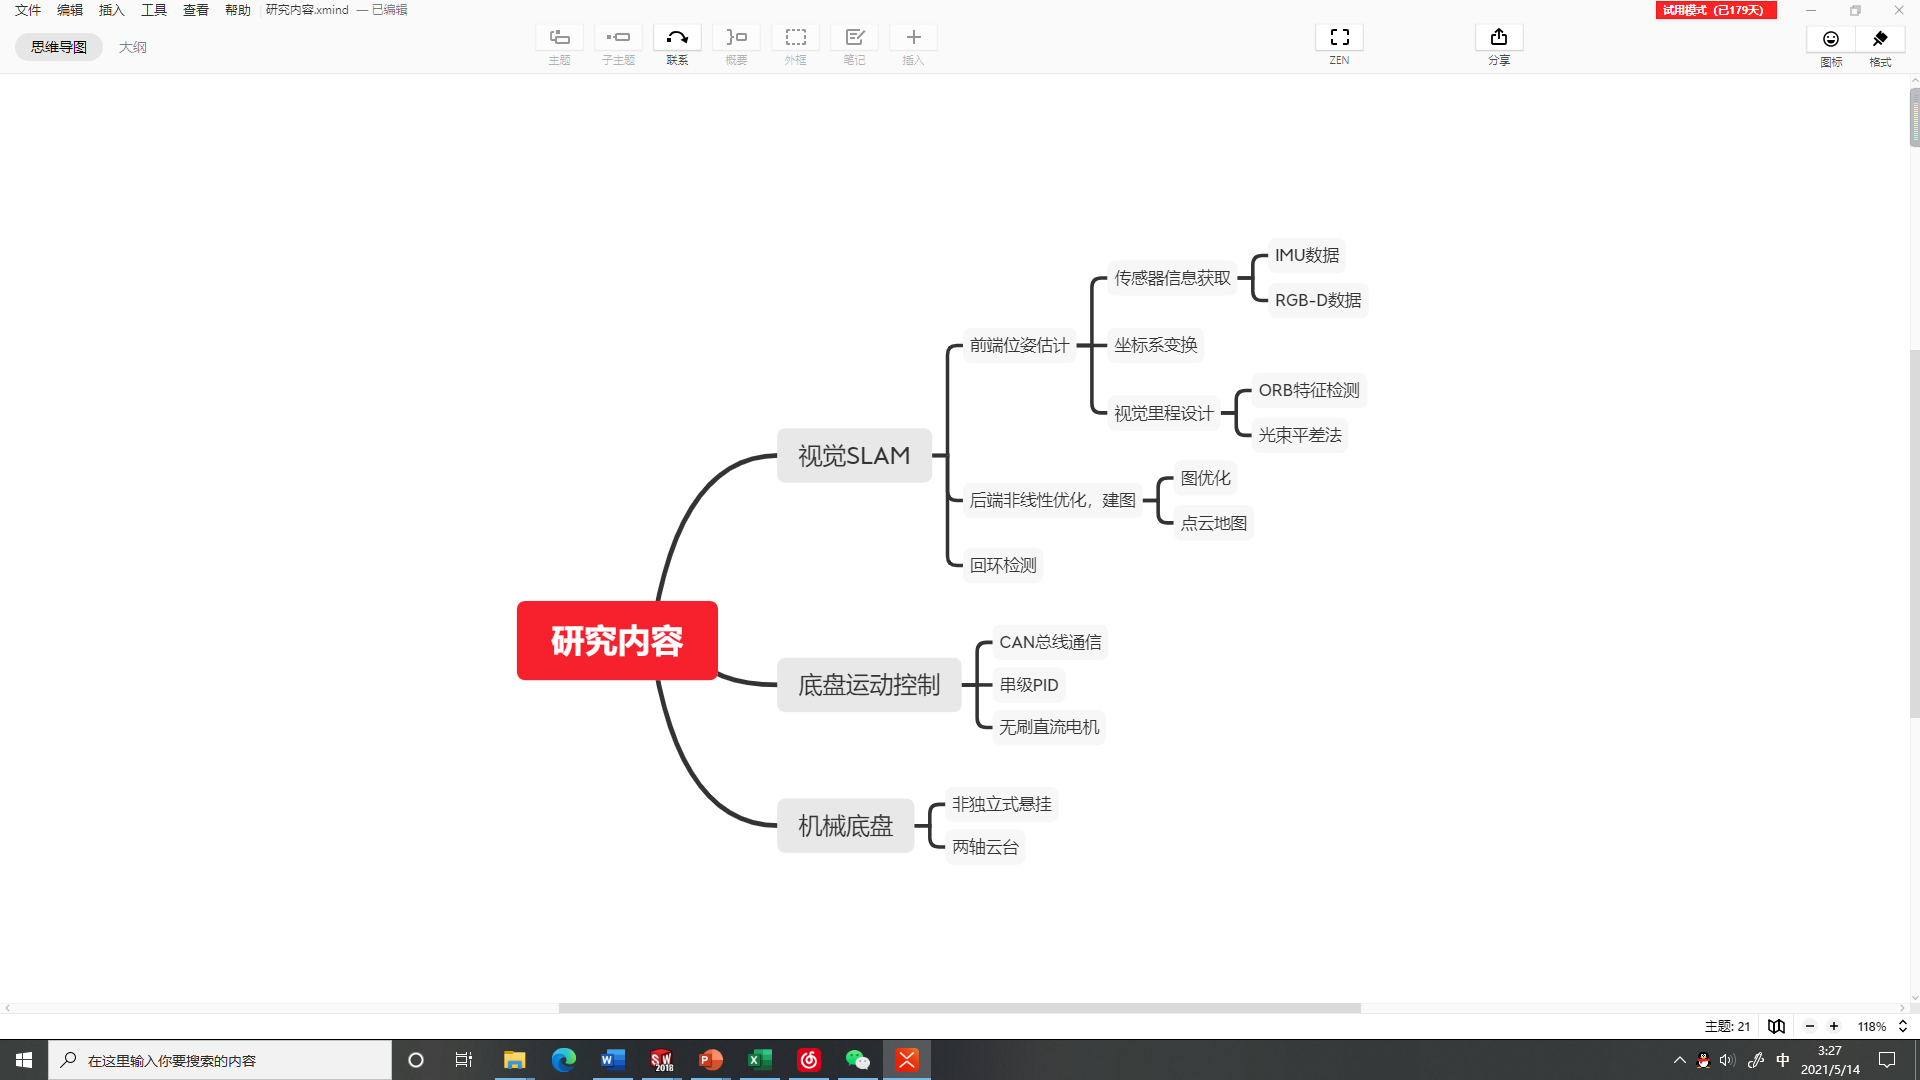 文件 编辑 插入 工具 查看 帮助 研究内容.xmind — 已编辑
试用模式（已179天）
思维导图 大纲
主题 子主题 联系 概要 外框 笔记 插入 ZEN 分享 图标 格式
研究内容
视觉SLAM
前端位姿估计
传感器信息获取
IMU数据
RGB-D数据
坐标系变换
视觉里程设计
ORB特征检测
光束平差法
后端非线性优化，建图
图优化
点云地图
回环检测
底盘运动控制
CAN总线通信
串级PID
无刷直流电机
机械底盘
非独立式悬挂
两轴云台
主题: 21
118%
在这里输入你要搜索的内容
SW
2018
中
3:27
2021/5/14